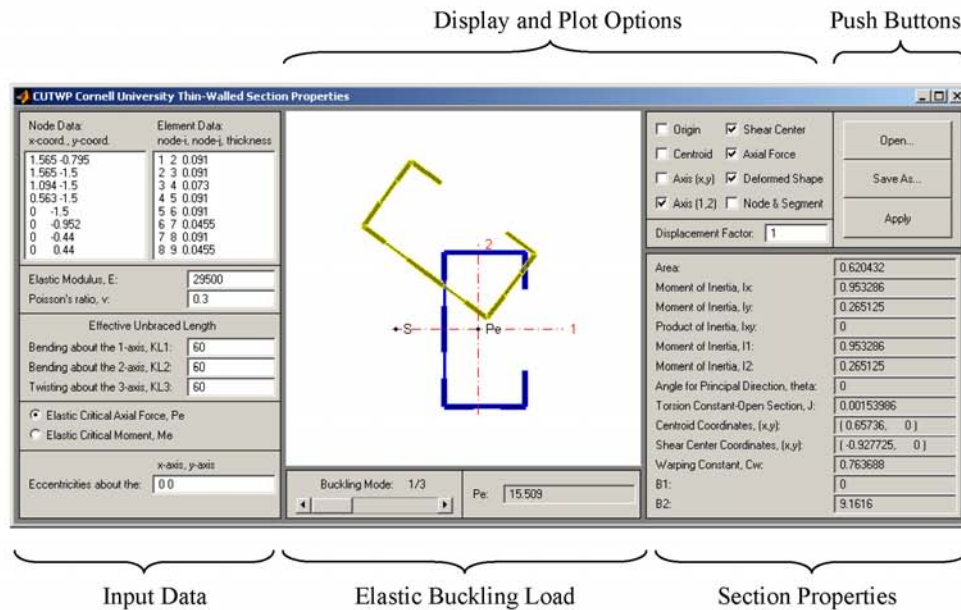 Display and Plot Options
Push Buttons
CUTWP Cornell University Thin-Walled Section Properties
Node Data:
x-coord., y-coord.
1.565 -0.795
1.565 -1.5
1.094 -1.5
0.563 -1.5
0 -1.5
0 -0.952
0 -0.44
0 0.44
Element Data:
node-i, node-j, thickness
1 2 0.091
2 3 0.091
3 4 0.073
4 5 0.091
5 6 0.091
6 7 0.0455
7 8 0.091
8 9 0.0455
Elastic Modulus, E: 29500
Poisson's ratio, v: 0.3
Effective Unbraced Length
Bending about the 1-axis, KL1: 60
Bending about the 2-axis, KL2: 60
Twisting about the 3-axis, KL3: 60
Elastic Critical Axial Force, Pe
Elastic Critical Moment, Me
x-axis, y-axis
Eccentricities about the: 0 0
2
S
Pe
1
Buckling Mode: 1/3
Pe: 15.509
Origin
Shear Center
Centroid
Axial Force
Axis (x,y)
Deformed Shape
Axis (1,2)
Node & Segment
Displacement Factor: 1
Open...
Save As...
Apply
Area: 0.620432
Moment of Inertia, Ix: 0.953286
Moment of Inertia, Iy: 0.265125
Product of Inertia, Ixy: 0
Moment of Inertia, I1: 0.953286
Moment of Inertia, I2: 0.265125
Angle for Principal Direction, theta: 0
Torsion Constant-Open Section, J: 0.00153986
Centroid Coordinates, (x,y): ( 0.65736, 0 )
Shear Center Coordinates, (x,y): ( -0.927725, 0 )
Warping Constant, Cw: 0.763688
B1: 0
B2: 9.1616
Input Data
Elastic Buckling Load
Section Properties